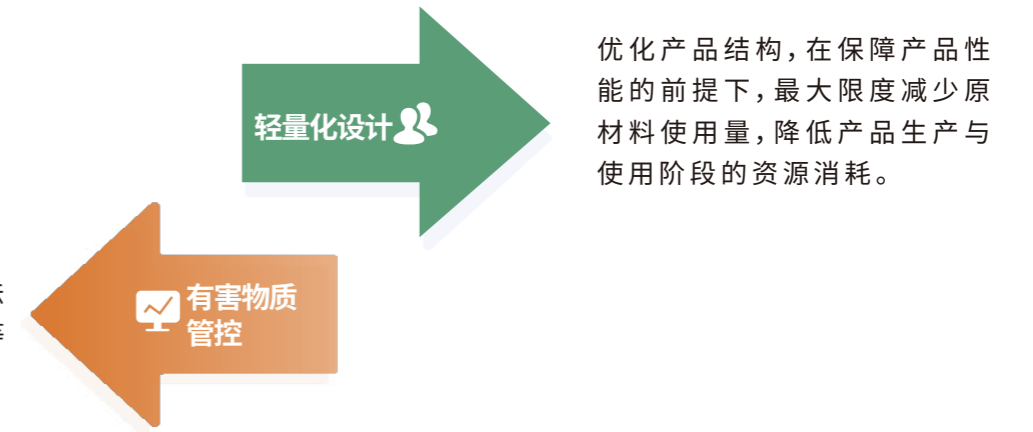 轻量化设计
优化产品结构，在保障产品性
能的前提下，最大限度减少原
材料使用量，降低产品生产与
使用阶段的资源消耗。
有害物质
管控